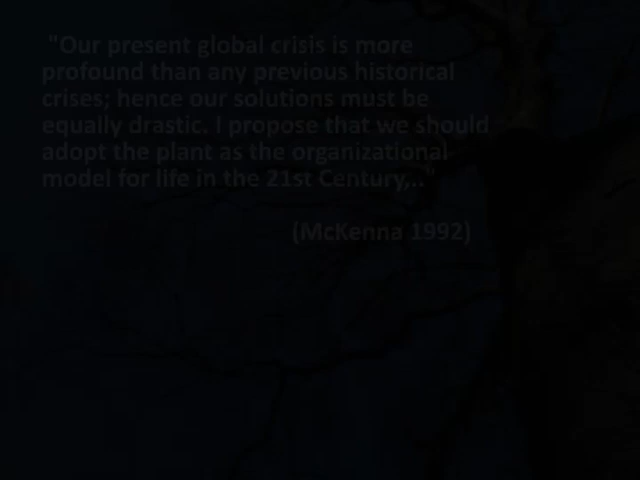 "Our present global crisis is more
profound than any previous historical
crises; hence our solutions must be
equally drastic. I propose that we should
adopt the plant as the organizational
model for life in the 21st Century,.."
(McKenna 1992)